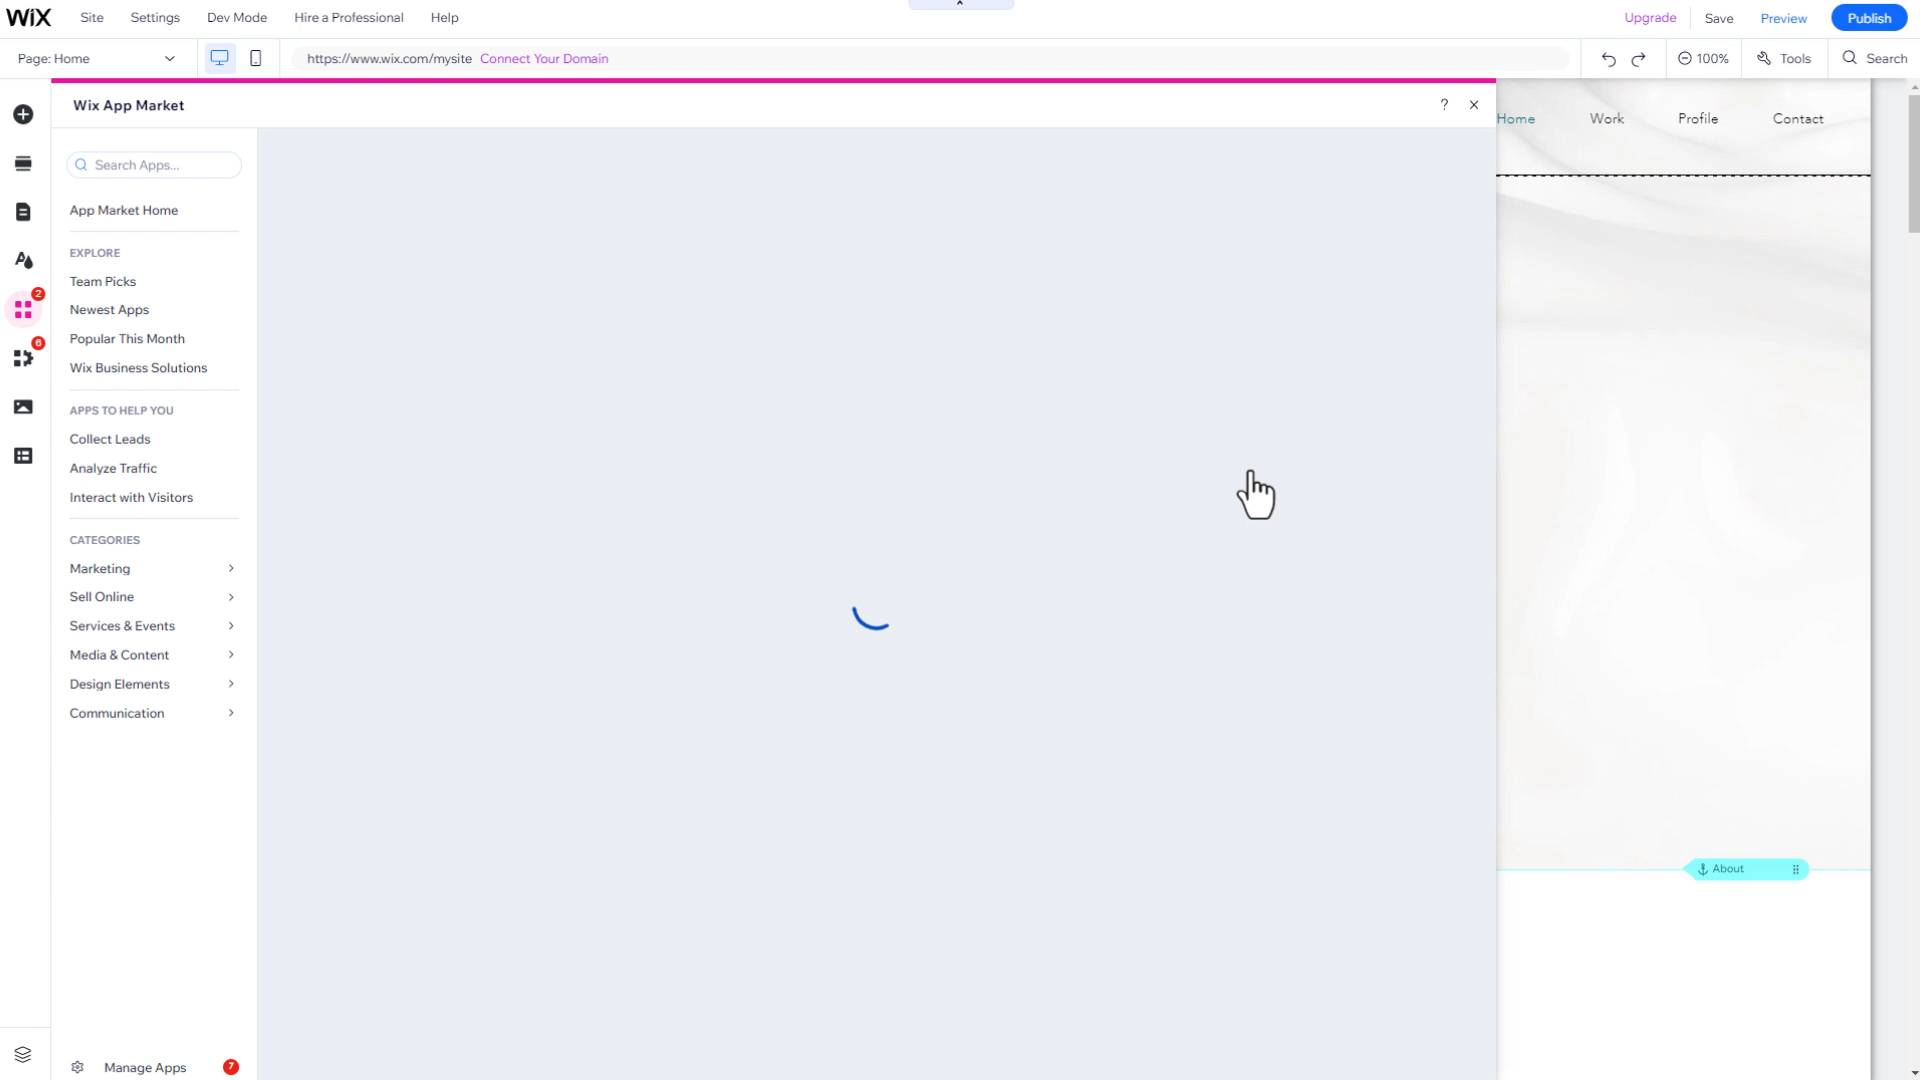 WiX Site Settings Dev Mode Hire a Professional Help Upgrade Save Preview Publish
Page: Home https://www.wix.com/mysite Connect Your Domain 100% Tools Search
Wix App Market ?
Home Work Profile Contact
Search Apps...
App Market Home
EXPLORE
Team Picks
Newest Apps
2
Popular This Month
6
Wix Business Solutions
APPS TO HELP YOU
Collect Leads
Analyze Traffic
Interact with Visitors
CATEGORIES
Marketing
Sell Online
Services & Events
Media & Content
Design Elements
Communication
About
Manage Apps 7